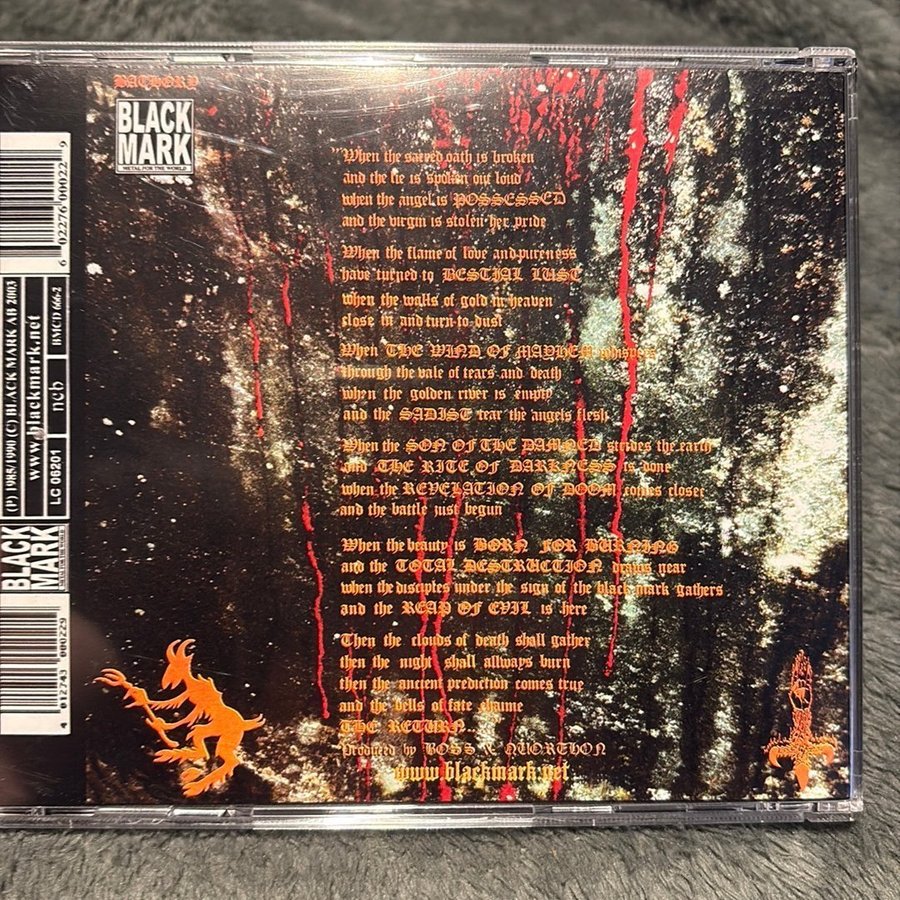 BATHORY
BLACK
MARK
METAL FOR THE WORLD
"When the sacred oath is broken
and the lie is spoken out loud
when the angel is POSSESSED
and the virgin is stolen her pride
When the flame of love and pureness
have turned to BESTIAL LUST
when the walls of gold in heaven
close in and turn to dust
When THE WIND OF MAYHEM whispers
through the vale of tears and death
when the golden river is empty
and the SADIST tear the angels flesh
When the SON OF THE DAMNED strides the earth
and THE RITE OF DARKNESS is done
when the REVELATION OF DOOM comes closer
and the battle just begun
When the beauty is BORN FOR BURNING
and the TOTAL DESTRUCTION draws near
when the disciples under the sign of the black mark gathers
and the REAP OF EVIL is here
Then the clouds of death shall gather
then the night shall allways burn
then the ancient prediction comes true
and the bells of fate chaime
THE RETURN...
Produced by BOSS & QUORTHON
www.blackmark.net
6 02276 00022 9
(P) 1985/1990 (C) BLACK MARK AB 2003
www.blackmark.net
LC 06201
ncb
BMCD 666-2
BLACK
MARK
4 012743 000229